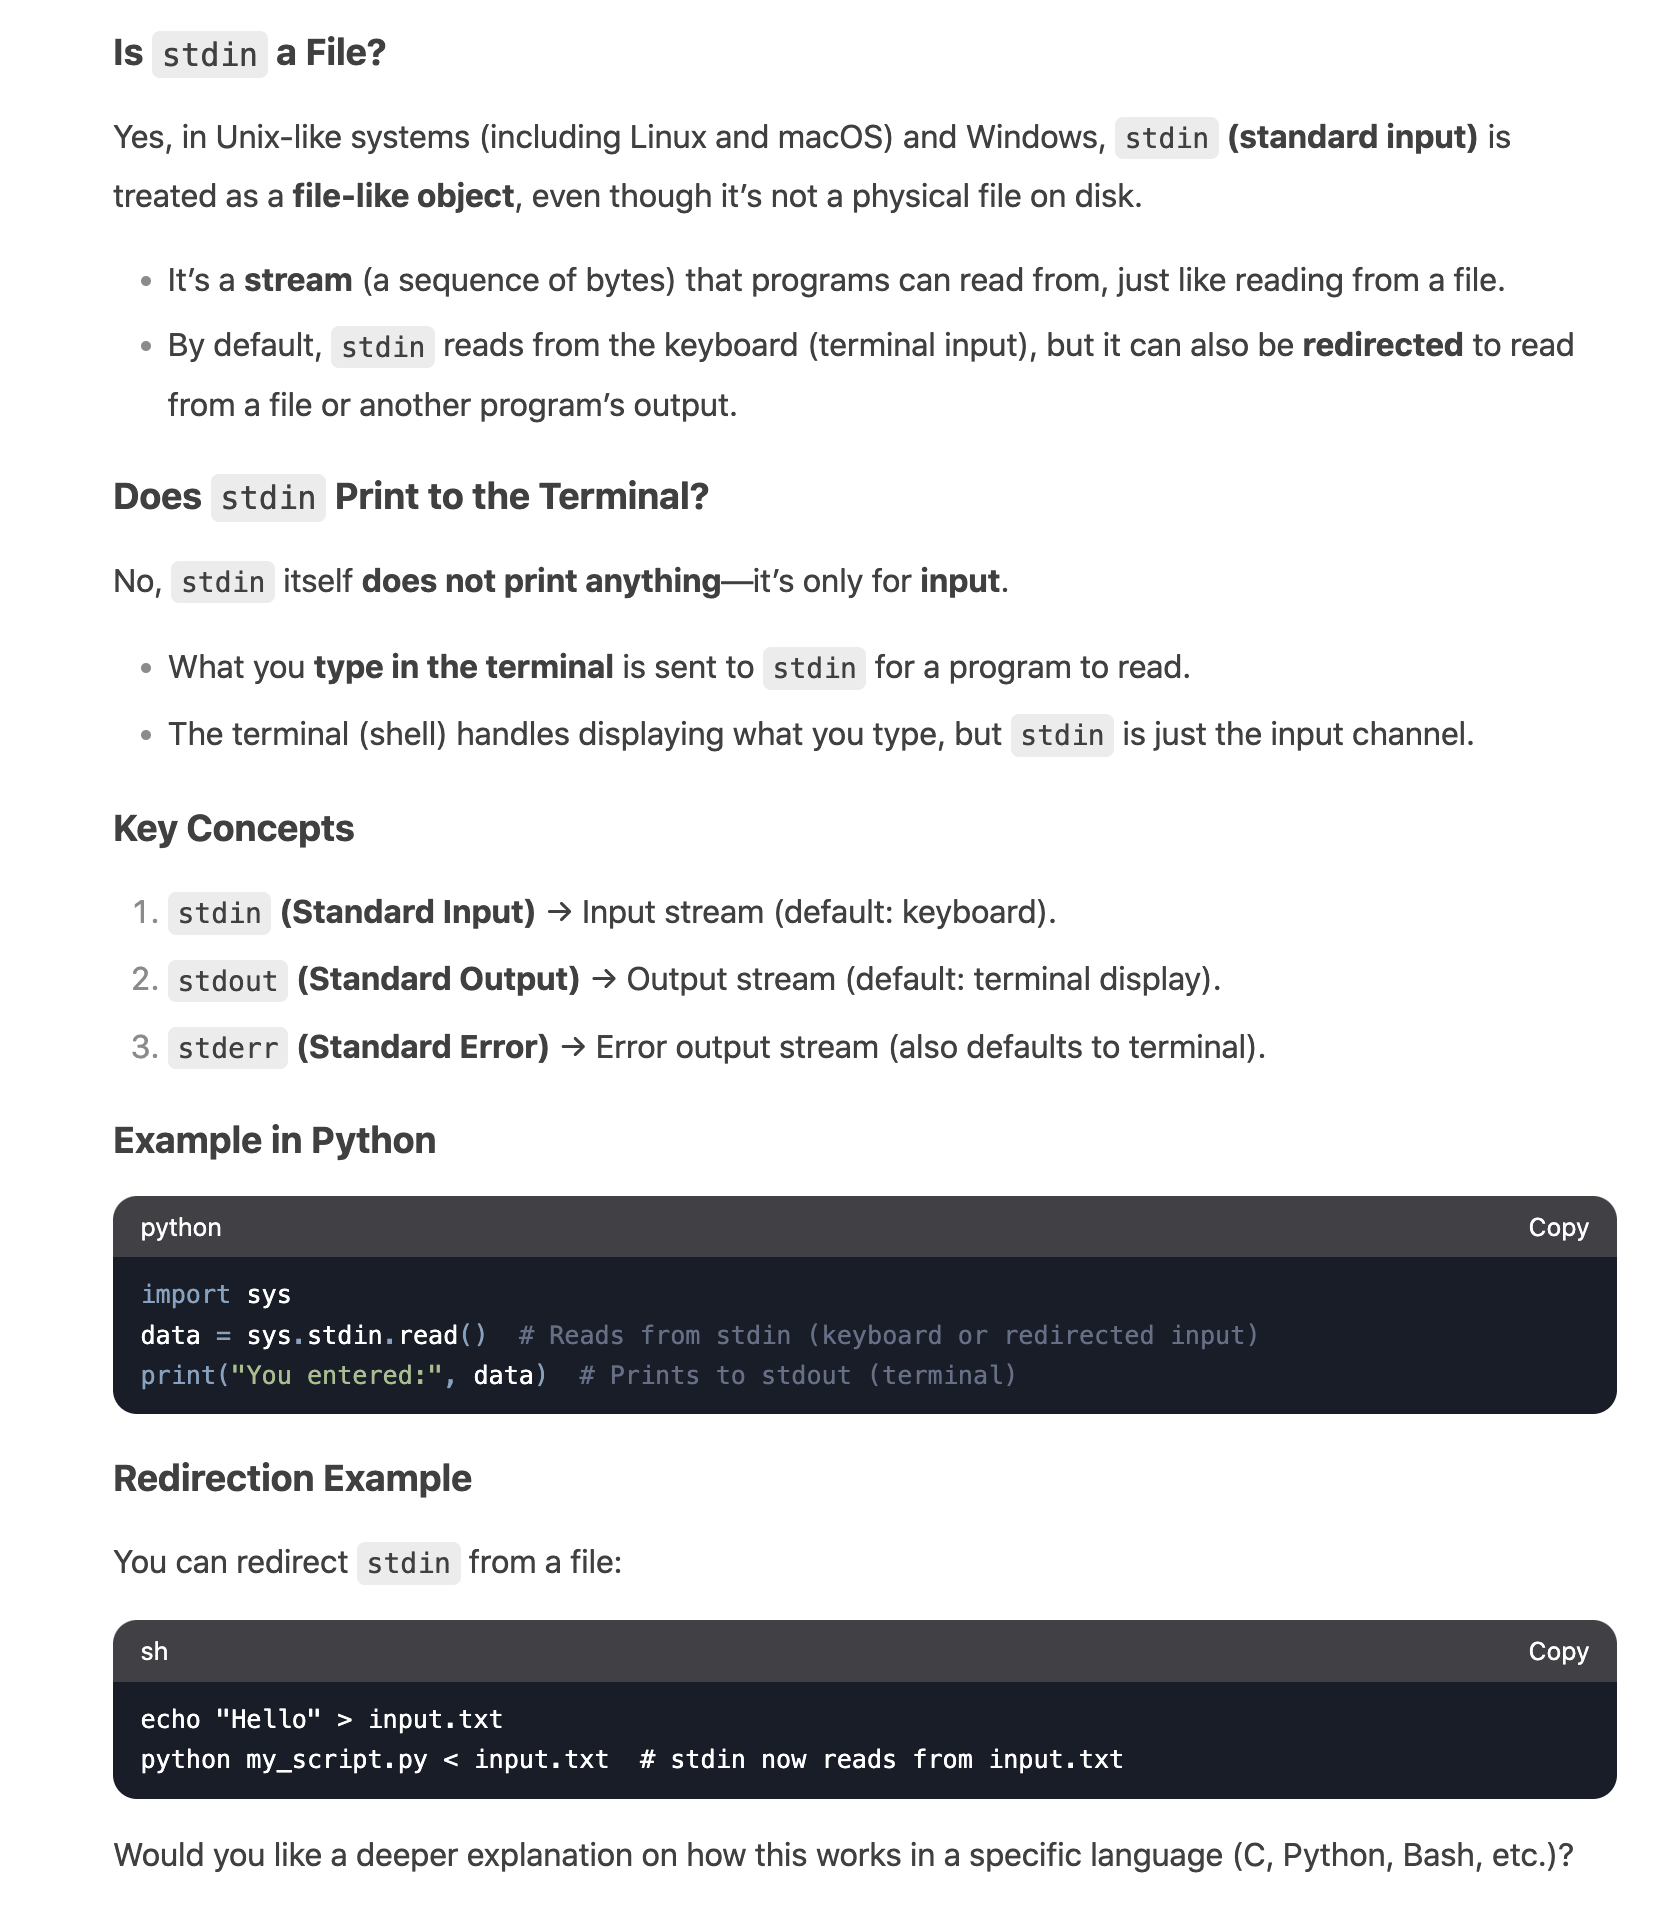 Is stdin a File?
Yes, in Unix-like systems (including Linux and macOS) and Windows, stdin (standard input) is
treated as a file-like object, even though it’s not a physical file on disk.
• It’s a stream (a sequence of bytes) that programs can read from, just like reading from a file.
• By default, stdin reads from the keyboard (terminal input), but it can also be redirected to read
from a file or another program’s output.
Does stdin Print to the Terminal?
No, stdin itself does not print anything—it’s only for input.
• What you type in the terminal is sent to stdin for a program to read.
• The terminal (shell) handles displaying what you type, but stdin is just the input channel.
Key Concepts
1. stdin (Standard Input) → Input stream (default: keyboard).
2. stdout (Standard Output) → Output stream (default: terminal display).
3. stderr (Standard Error) → Error output stream (also defaults to terminal).
Example in Python
python Copy
import sys
data = sys.stdin.read()  # Reads from stdin (keyboard or redirected input)
print("You entered:", data)  # Prints to stdout (terminal)
Redirection Example
You can redirect stdin from a file:
sh Copy
echo "Hello" > input.txt
python my_script.py < input.txt  # stdin now reads from input.txt
Would you like a deeper explanation on how this works in a specific language (C, Python, Bash, etc.)?